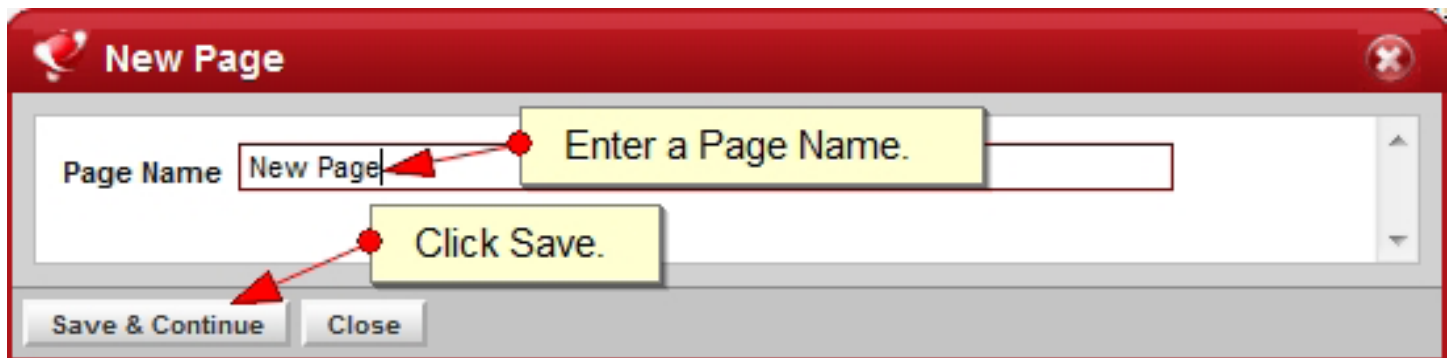 New Page
Enter a Page Name.
Page Name New Page
Click Save.
Save & Continue Close